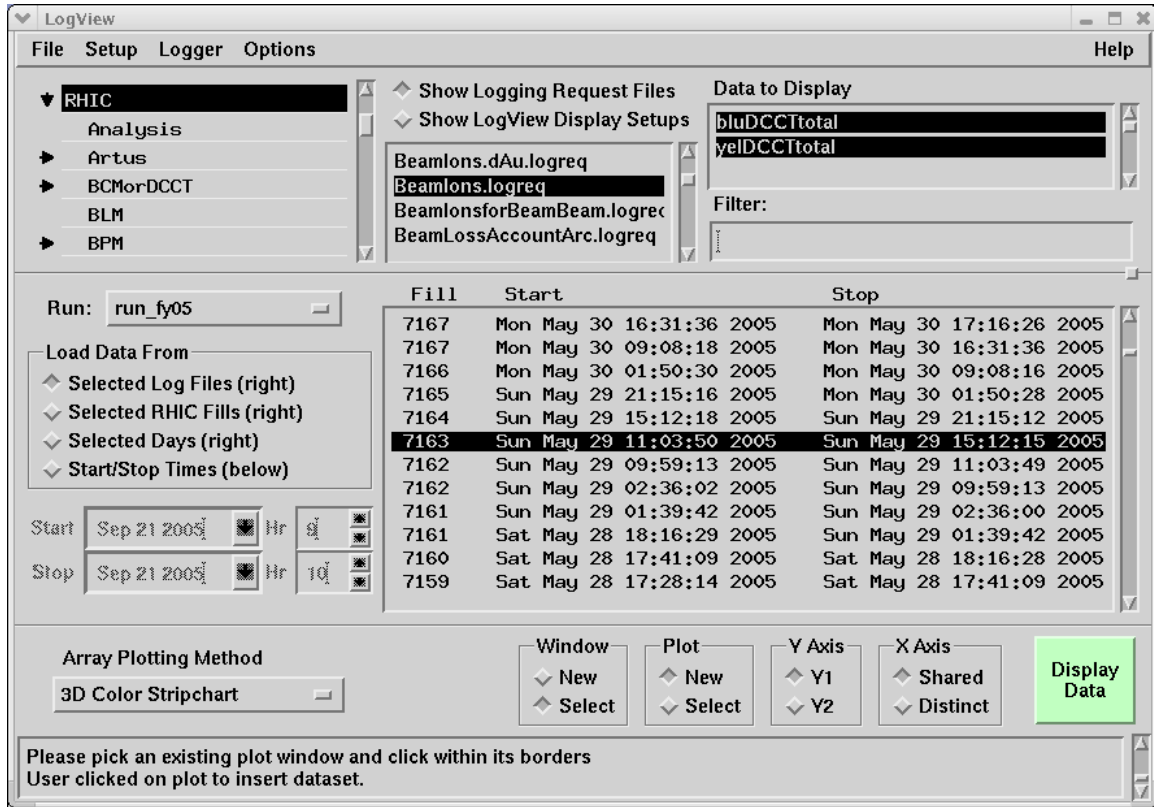 LogView
File Setup Logger Options Help
RHIC
Analysis
Artus
BCMorDCCT
BLM
BPM
Show Logging Request Files
Show LogView Display Setups
BeamIons.dAu.logreq
BeamIons.logreq
BeamIonsforBeamBeam.logrec
BeamLossAccountArc.logreq
Data to Display
bluDCCTtotal
yelDCCTtotal
Filter:
Run: run_fy05
Load Data From
Selected Log Files (right)
Selected RHIC Fills (right)
Selected Days (right)
Start/Stop Times (below)
Start Sep 21 2005 Hr 9
Stop Sep 21 2005 Hr 10
Fill Start Stop
7167 Mon May 30 16:31:36 2005 Mon May 30 17:16:26 2005
7167 Mon May 30 09:08:18 2005 Mon May 30 16:31:36 2005
7166 Mon May 30 01:50:30 2005 Mon May 30 09:08:16 2005
7165 Sun May 29 21:15:16 2005 Mon May 30 01:50:28 2005
7164 Sun May 29 15:12:18 2005 Sun May 29 21:15:12 2005
7163 Sun May 29 11:03:50 2005 Sun May 29 15:12:15 2005
7162 Sun May 29 09:59:13 2005 Sun May 29 11:03:49 2005
7162 Sun May 29 02:36:02 2005 Sun May 29 09:59:13 2005
7161 Sun May 29 01:39:42 2005 Sun May 29 02:36:00 2005
7161 Sat May 28 18:16:29 2005 Sun May 29 01:39:42 2005
7160 Sat May 28 17:41:09 2005 Sat May 28 18:16:28 2005
7159 Sat May 28 17:28:14 2005 Sat May 28 17:41:09 2005
Array Plotting Method
3D Color Stripchart
Window
New
Select
Plot
New
Select
Y Axis
Y1
Y2
X Axis
Shared
Distinct
Display
Data
Please pick an existing plot window and click within its borders
User clicked on plot to insert dataset.